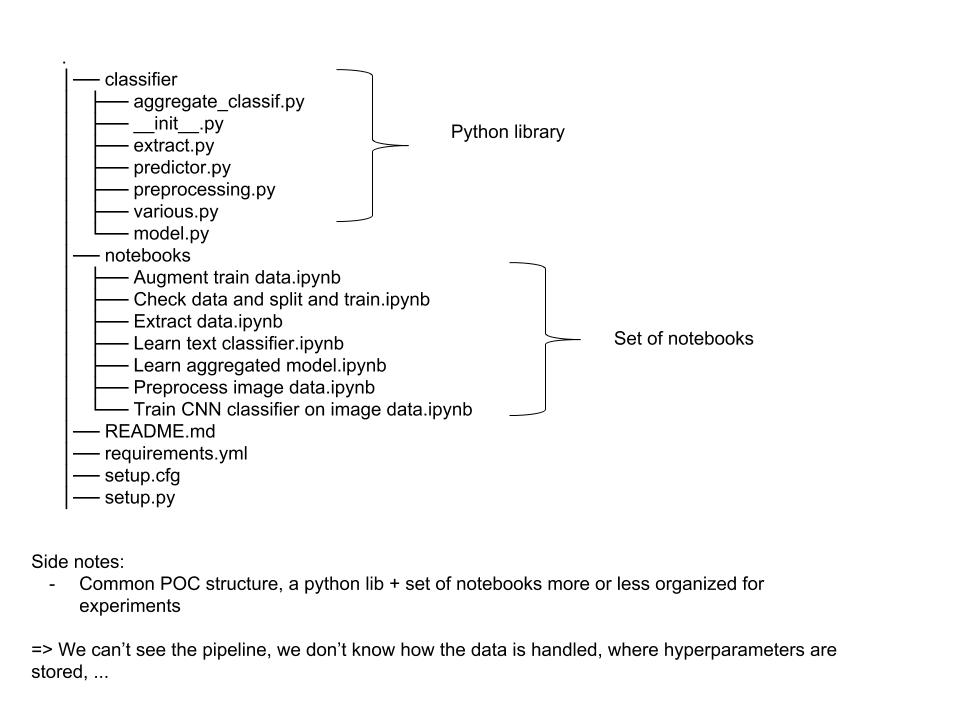 .
classifier
aggregate_classif.py
__init__.py
extract.py
Python library
predictor.py
preprocessing.py
various.py
model.py
notebooks
Augment train data.ipynb
Check data and split and train.ipynb
Extract data.ipynb
Set of notebooks
Learn text classifier.ipynb
Learn aggregated model.ipynb
Preprocess image data.ipynb
Train CNN classifier on image data.ipynb
README.md
requirements.yml
setup.cfg
setup.py
Side notes:
- Common POC structure, a python lib + set of notebooks more or less organized for
experiments
=> We can’t see the pipeline, we don’t know how the data is handled, where hyperparameters are
stored, ...